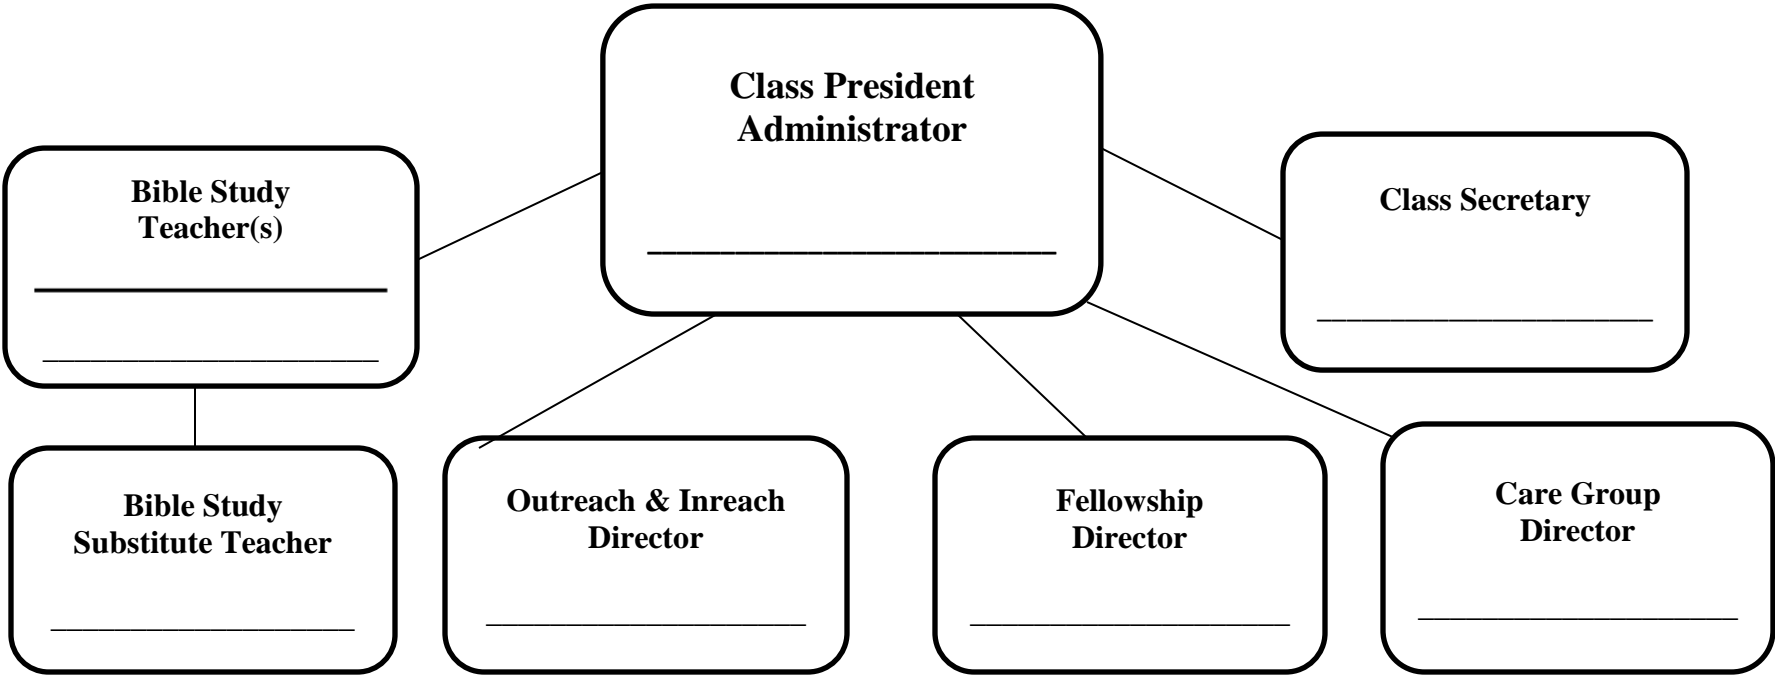 Class President
Administrator
Bible Study
Teacher(s)
Class Secretary
Bible Study
Substitute Teacher
Outreach & Inreach
Director
Fellowship
Director
Care Group
Director